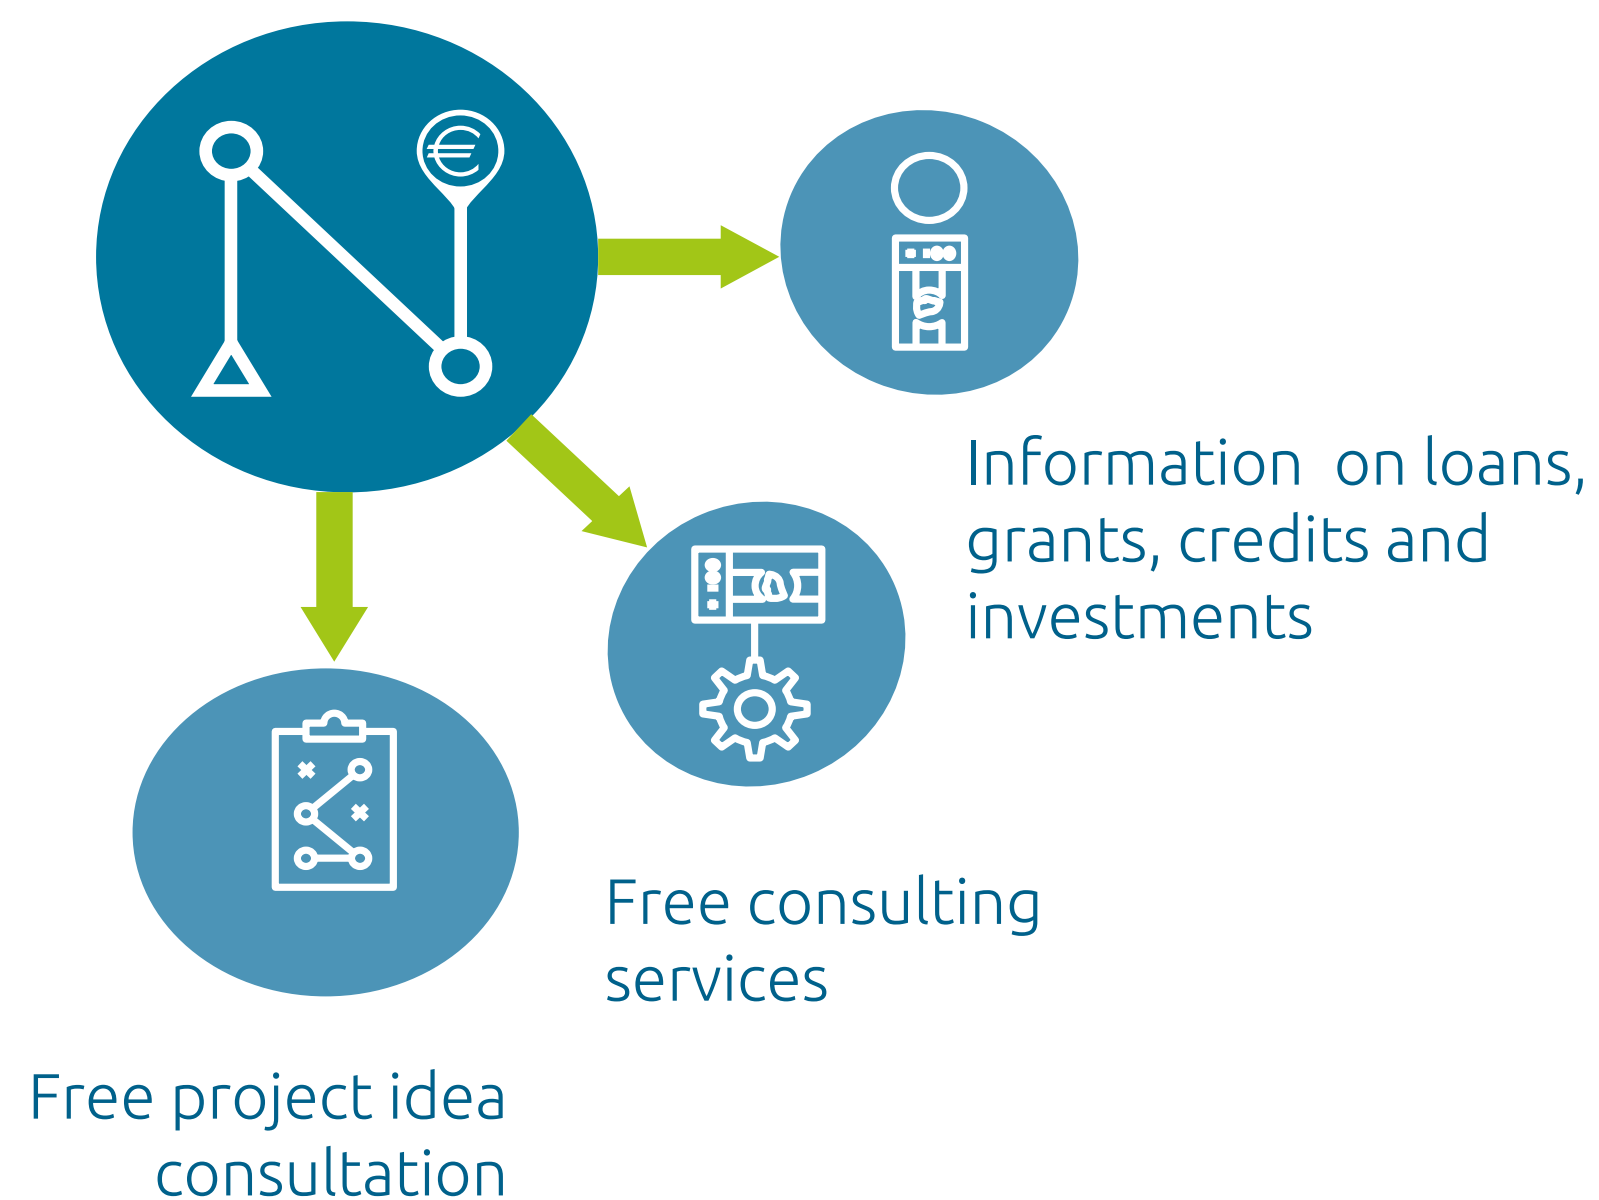 €
Information on loans,
grants, credits and
investments
Free consulting
services
Free project idea
consultation